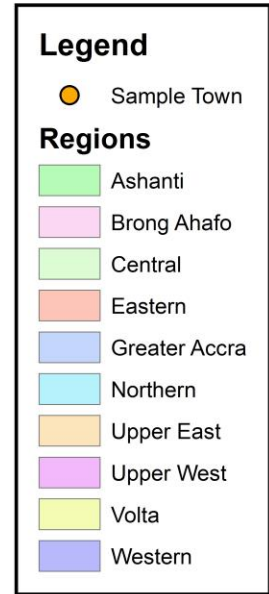 Legend
Sample Town
Regions
Ashanti
Brong Ahafo
Central
Eastern
Greater Accra
Northern
Upper East
Upper West
Volta
Western